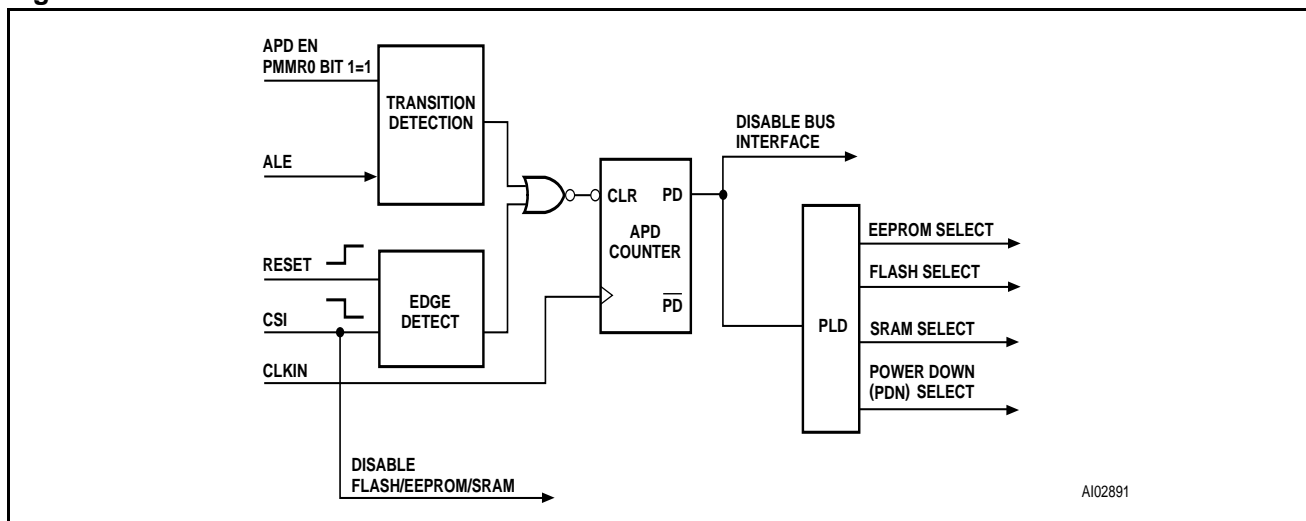 APD EN
PMMR0 BIT 1=1
TRANSITION
DETECTION
ALE
DISABLE BUS
INTERFACE
CLR PD
APD
COUNTER
PD
RESET
EDGE
DETECT
CSI
CLKIN
PLD
EEPROM SELECT
FLASH SELECT
SRAM SELECT
POWER DOWN
(PDN) SELECT
DISABLE
FLASH/EEPROM/SRAM
AI02891